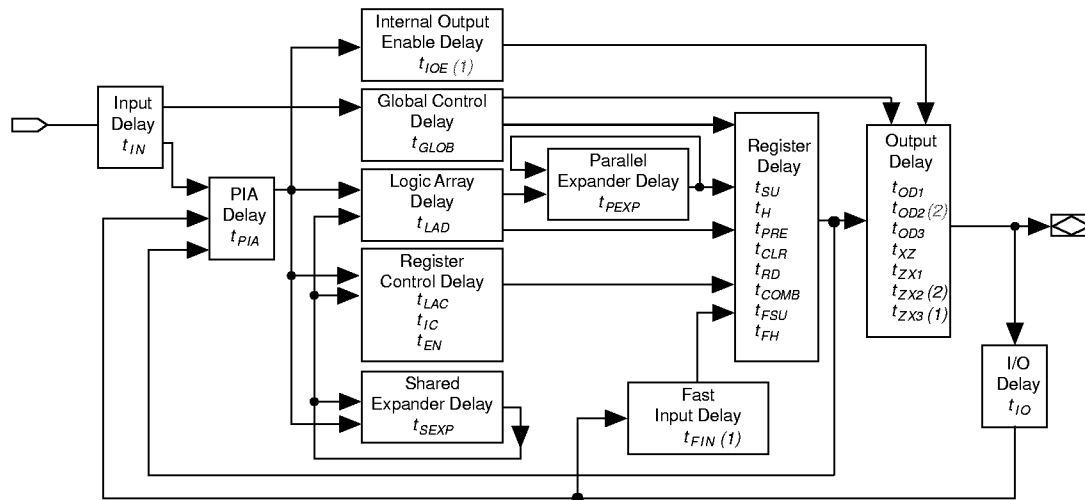 Internal Output
Enable Delay
tIOE (1)
Input
Delay
tIN
Global Control
Delay
tGLOB
PIA
Delay
tPIA
Logic Array
Delay
tLAD
Parallel
Expander Delay
tPEXP
Register
Control Delay
tLAC
tIC
tEN
Shared
Expander Delay
tSEXP
Fast
Input Delay
tFIN (1)
Register
Delay
tSU
tH
tPRE
tCLR
tRD
tCOMB
tFSU
tFH
Output
Delay
tOD1
tOD2 (2)
tOD3
tXZ
tZX1
tZX2 (2)
tZX3 (1)
I/O
Delay
tIO